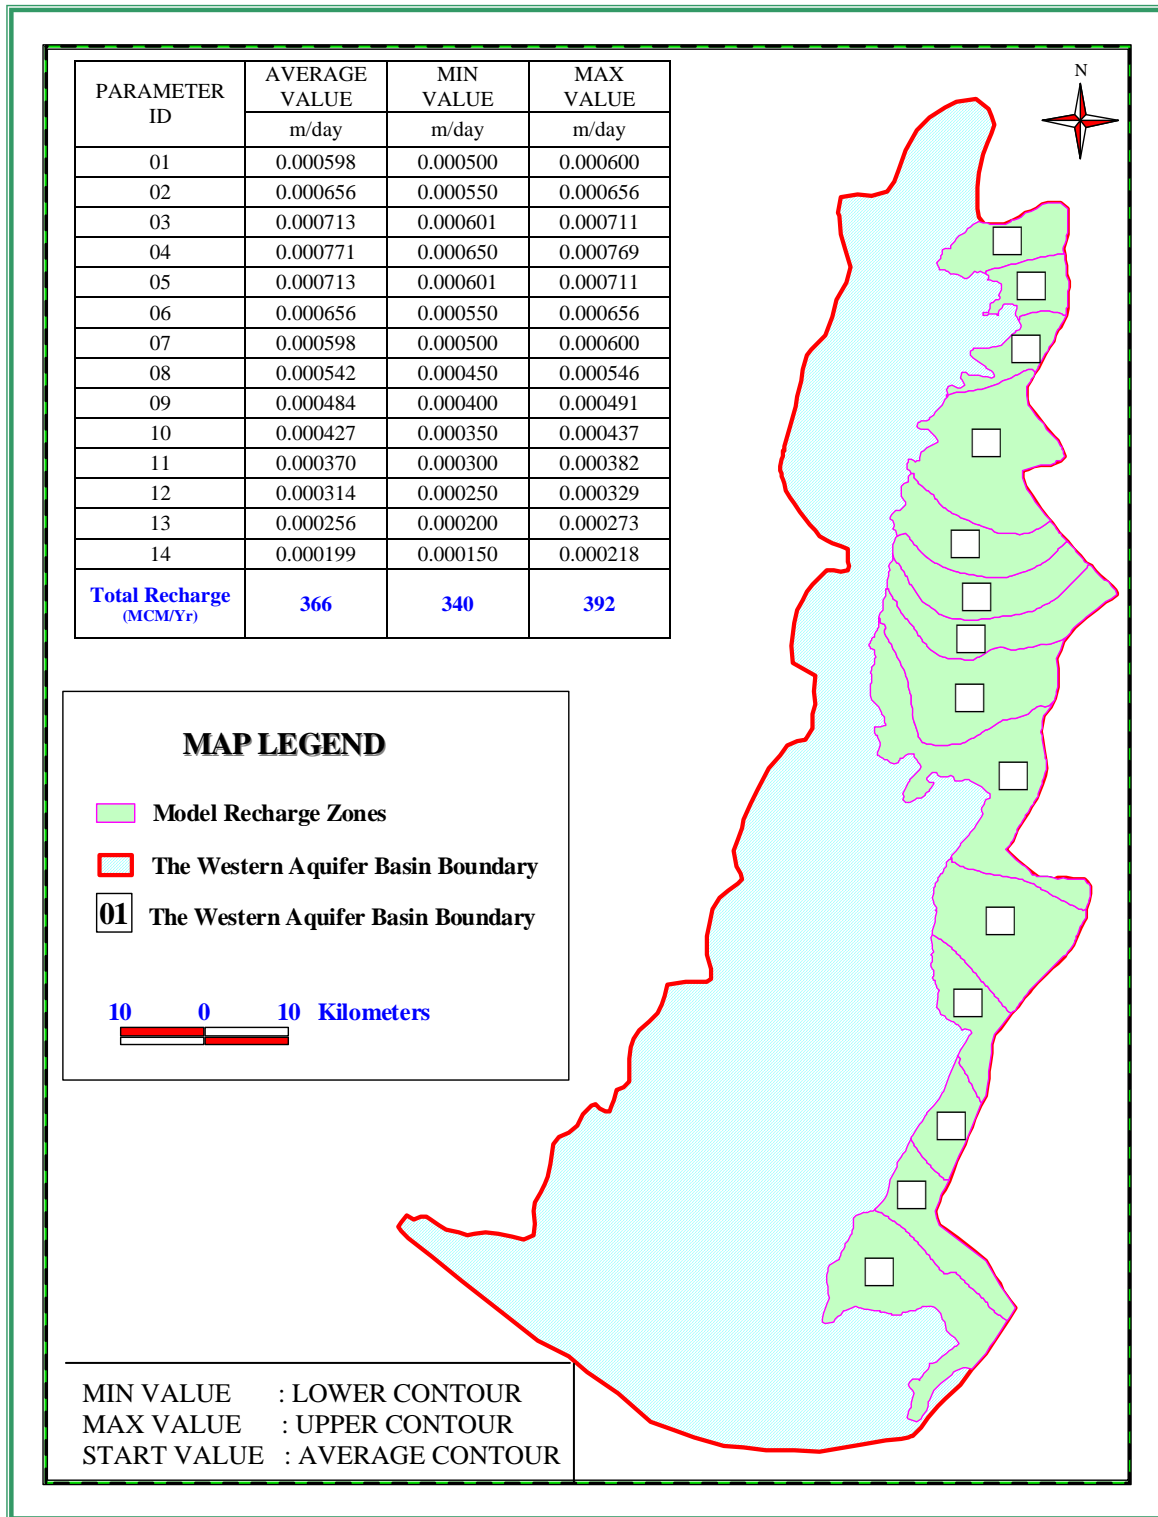 PARAMETER ID AVERAGE VALUE MIN VALUE MAX VALUE
m/day m/day m/day
01 0.000598 0.000500 0.000600
02 0.000656 0.000550 0.000656
03 0.000713 0.000601 0.000711
04 0.000771 0.000650 0.000769
05 0.000713 0.000601 0.000711
06 0.000656 0.000550 0.000656
07 0.000598 0.000500 0.000600
08 0.000542 0.000450 0.000546
09 0.000484 0.000400 0.000491
10 0.000427 0.000350 0.000437
11 0.000370 0.000300 0.000382
12 0.000314 0.000250 0.000329
13 0.000256 0.000200 0.000273
14 0.000199 0.000150 0.000218
Total Recharge (MCM/Yr) 366 340 392
N
MAP LEGEND
Model Recharge Zones
The Western Aquifer Basin Boundary
01 The Western Aquifer Basin Boundary
10 0 10 Kilometers
MIN VALUE : LOWER CONTOUR
MAX VALUE : UPPER CONTOUR
START VALUE : AVERAGE CONTOUR